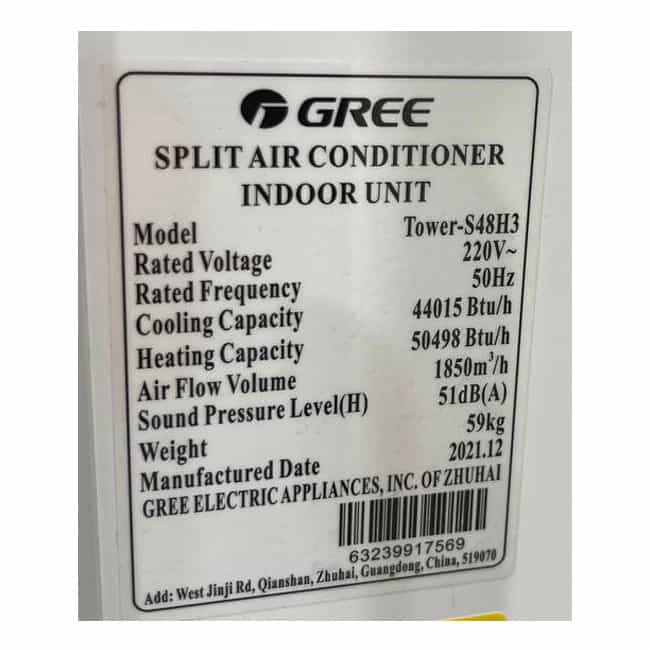 GREE
SPLIT AIR CONDITIONER
INDOOR UNIT
Model Tower-S48H3
Rated Voltage 220V~
Rated Frequency 50Hz
Cooling Capacity 44015 Btu/h
Heating Capacity 50498 Btu/h
Air Flow Volume 1850m³/h
Sound Pressure Level(H) 51dB(A)
Weight 59kg
Manufactured Date 2021.12
GREE ELECTRIC APPLIANCES, INC. OF ZHUHAI
63239917569
Add: West Jinji Rd, Qianshan, Zhuhai, Guangdong, China, 519070